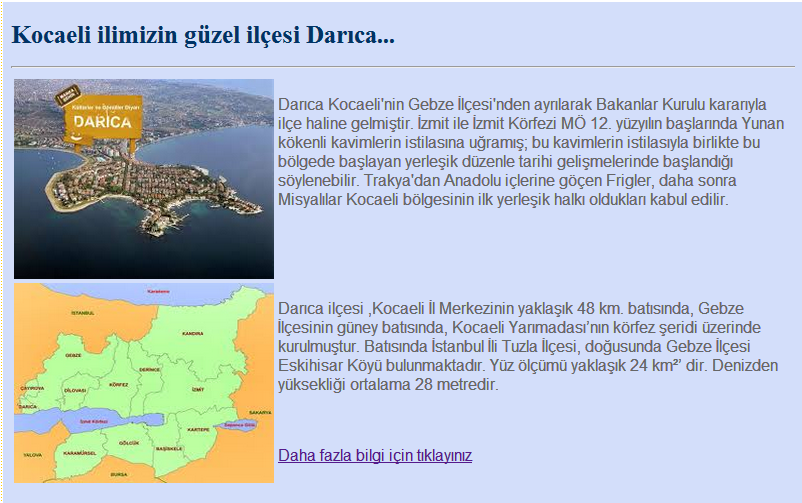 Kocaeli ilimizin güzel ilçesi Darıca...
Kültürler ve Gönüller Diyarı
DARICA
Darıca Kocaeli'nin Gebze İlçesi'nden ayrılarak Bakanlar Kurulu kararıyla
ilçe haline gelmiştir. İzmit ile İzmit Körfezi MÖ 12. yüzyılın başlarında Yunan
kökenli kavimlerin istilasına uğramış; bu kavimlerin istilasıyla birlikte bu
bölgede başlayan yerleşik düzenle tarihi gelişmelerinde başlandığı
söylenebilir. Trakya'dan Anadolu içlerine göçen Frigler, daha sonra
Misyalılar Kocaeli bölgesinin ilk yerleşik halkı oldukları kabul edilir.
Karadeniz
İSTANBUL
KANDIRA
GEBZE
DERİNCE
ÇAYIROVA
DİLOVASI
KÖRFEZ
İZMİT
DARICA
İzmit Körfezi
SAKARYA
Sapanca Gölü
KARTEPE
GÖLCÜK
BAŞİSKELE
KARAMÜRSEL
YALOVA
BURSA
Darıca ilçesi ,Kocaeli İl Merkezinin yaklaşık 48 km. batısında, Gebze
İlçesinin güney batısında, Kocaeli Yarımadası’nın körfez şeridi üzerinde
kurulmuştur. Batısında İstanbul İli Tuzla İlçesi, doğusunda Gebze İlçesi
Eskihisar Köyü bulunmaktadır. Yüz ölçümü yaklaşık 24 km²’ dir. Denizden
yüksekliği ortalama 28 metredir.
Daha fazla bilgi için tıklayınız